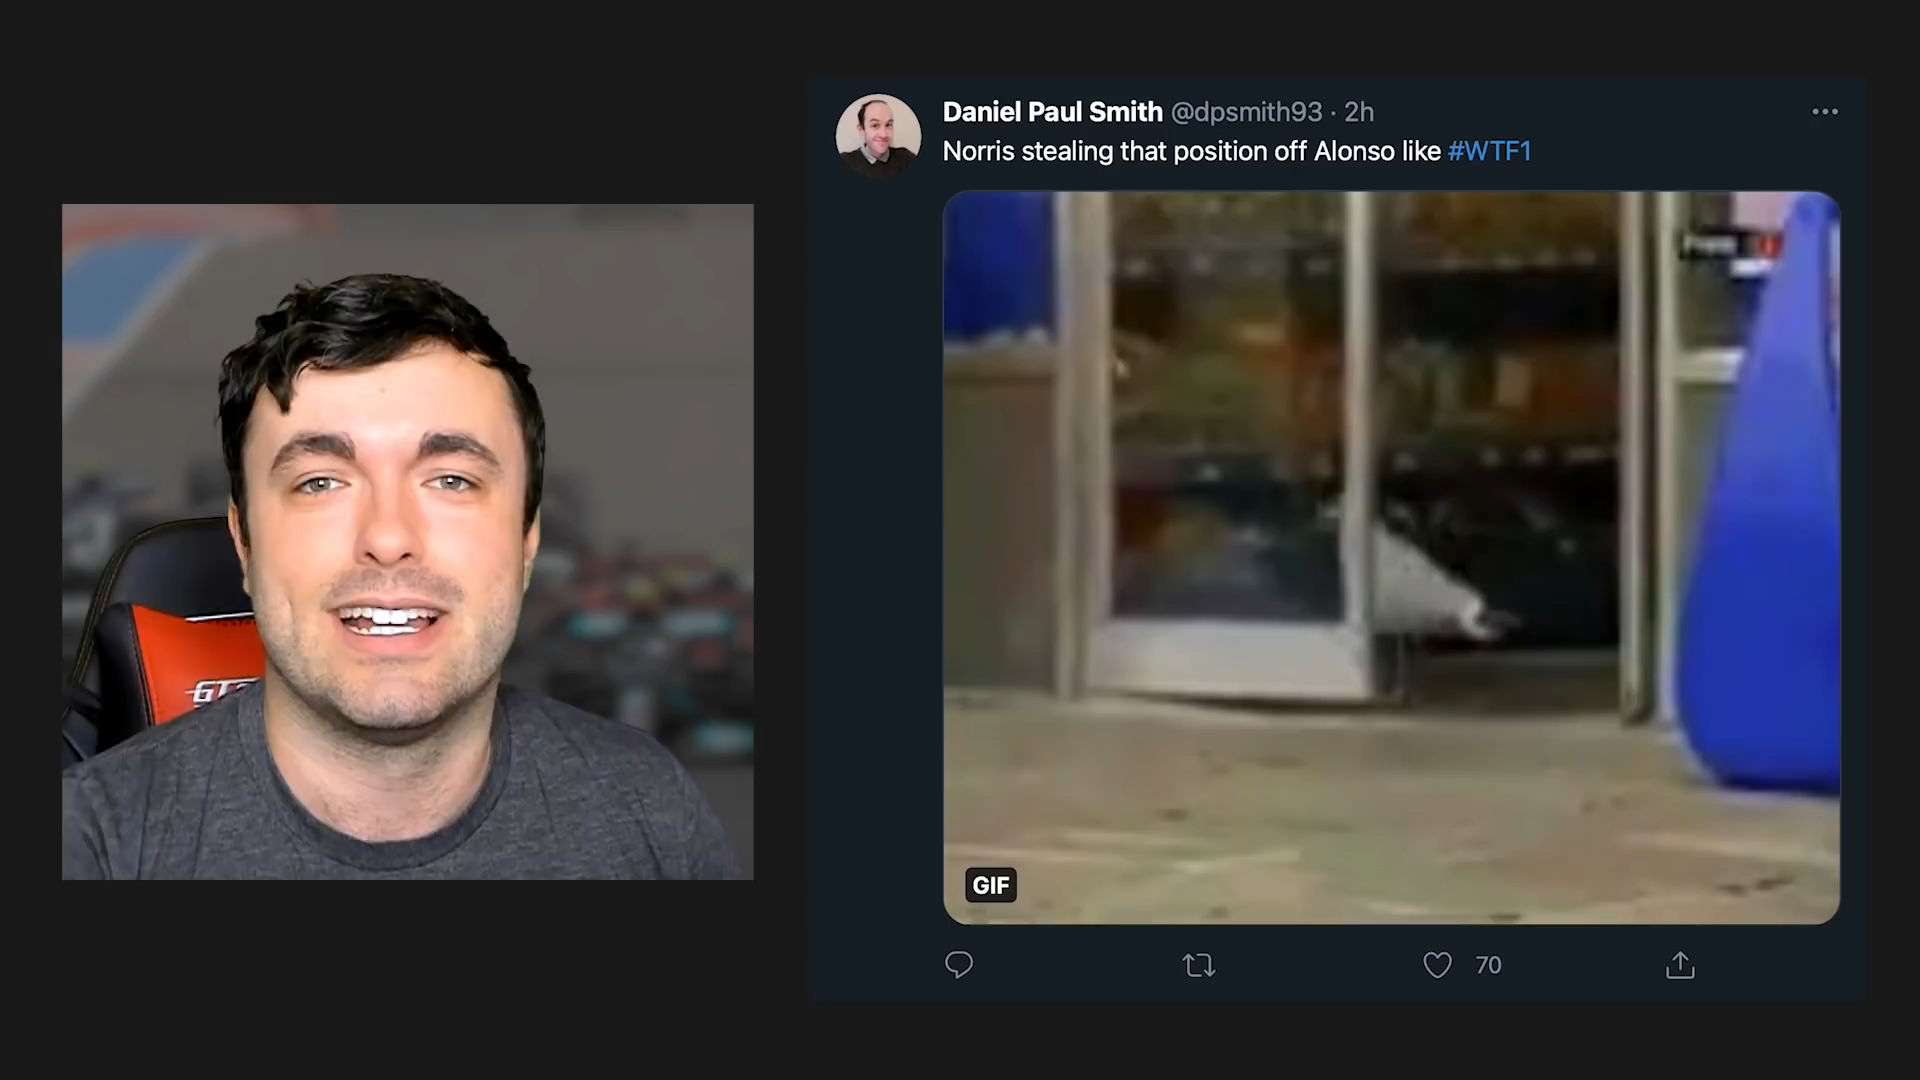 Daniel Paul Smith @dpsmith93 · 2h
Norris stealing that position off Alonso like #WTF1
GIF
70